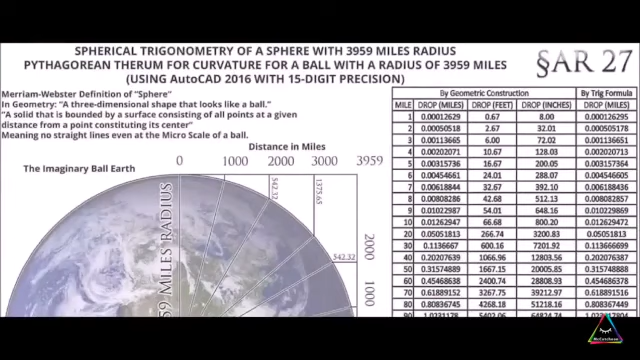 SPHERICAL TRIGONOMETRY OF A SPHERE WITH 3959 MILES RADIUS
PYTHAGOREAN THERUM FOR CURVATURE FOR A BALL WITH A RADIUS OF 3959 MILES
(USING AutoCAD 2016 WITH 15-DIGIT PRECISION)
§AR 27
Merriam-Webster Definition of "Sphere"
In Geometry: "A three-dimensional shape that looks like a ball."
"A solid that is bounded by a surface consisting of all points at a given
distance from a point constituting its center"
Meaning no straight lines even at the Micro Scale of a ball.
Distance in Miles
The Imaginary Ball Earth
0 1000 2000 3000 3959
542.32
1375.65
542.32
2000
1000
3959 MILES RADIUS
By Geometric Construction By Trig Formula
MILE DROP (MILES) DROP (FEET) DROP (INCHES) DROP (MILES)
1 0.00012629 0.67 8.00 0.000126295
2 0.00050518 2.67 32.01 0.000505178
3 0.00113665 6.00 72.02 0.001136651
4 0.00202071 10.67 128.03 0.002020713
5 0.00315736 16.67 200.05 0.003157364
6 0.00454661 24.01 288.07 0.004546605
7 0.00618844 32.67 392.10 0.006188436
8 0.00808286 42.68 512.13 0.008082857
9 0.01022987 54.01 648.16 0.010229869
10 0.01262947 66.68 800.20 0.012629472
20 0.05051813 266.74 3200.83 0.05051813
30 0.1136667 600.16 7201.92 0.113666699
40 0.20207639 1066.96 12803.56 0.202076387
50 0.31574889 1667.15 20005.85 0.315748888
60 0.45468638 2400.74 28808.93 0.454686378
70 0.61889152 3267.75 39212.97 0.618891516
80 0.80836745 4268.18 51218.16 0.808367449
McCutcheon